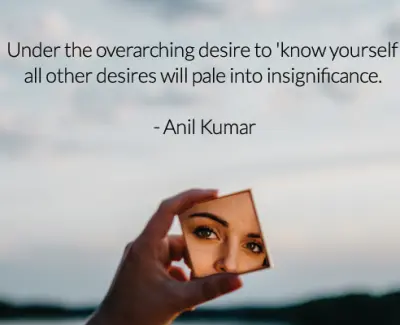 Under the overarching desire to 'know yourself
all other desires will pale into insignificance.
- Anil Kumar